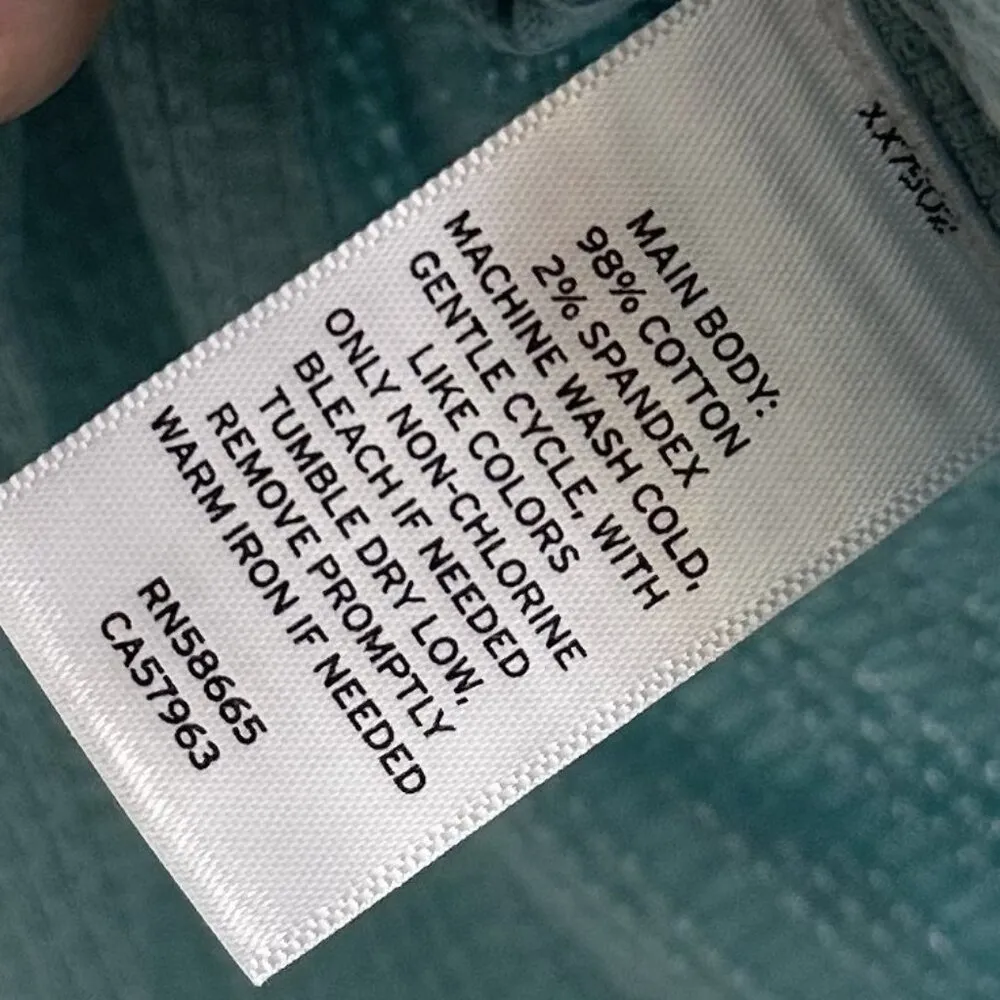 MAIN BODY:
98% COTTON
2% SPANDEX
MACHINE WASH COLD,
GENTLE CYCLE, WITH
LIKE COLORS
ONLY NON-CHLORINE
BLEACH IF NEEDED
TUMBLE DRY LOW,
REMOVE PROMPTLY
WARM IRON IF NEEDED
RN58665
CA57963